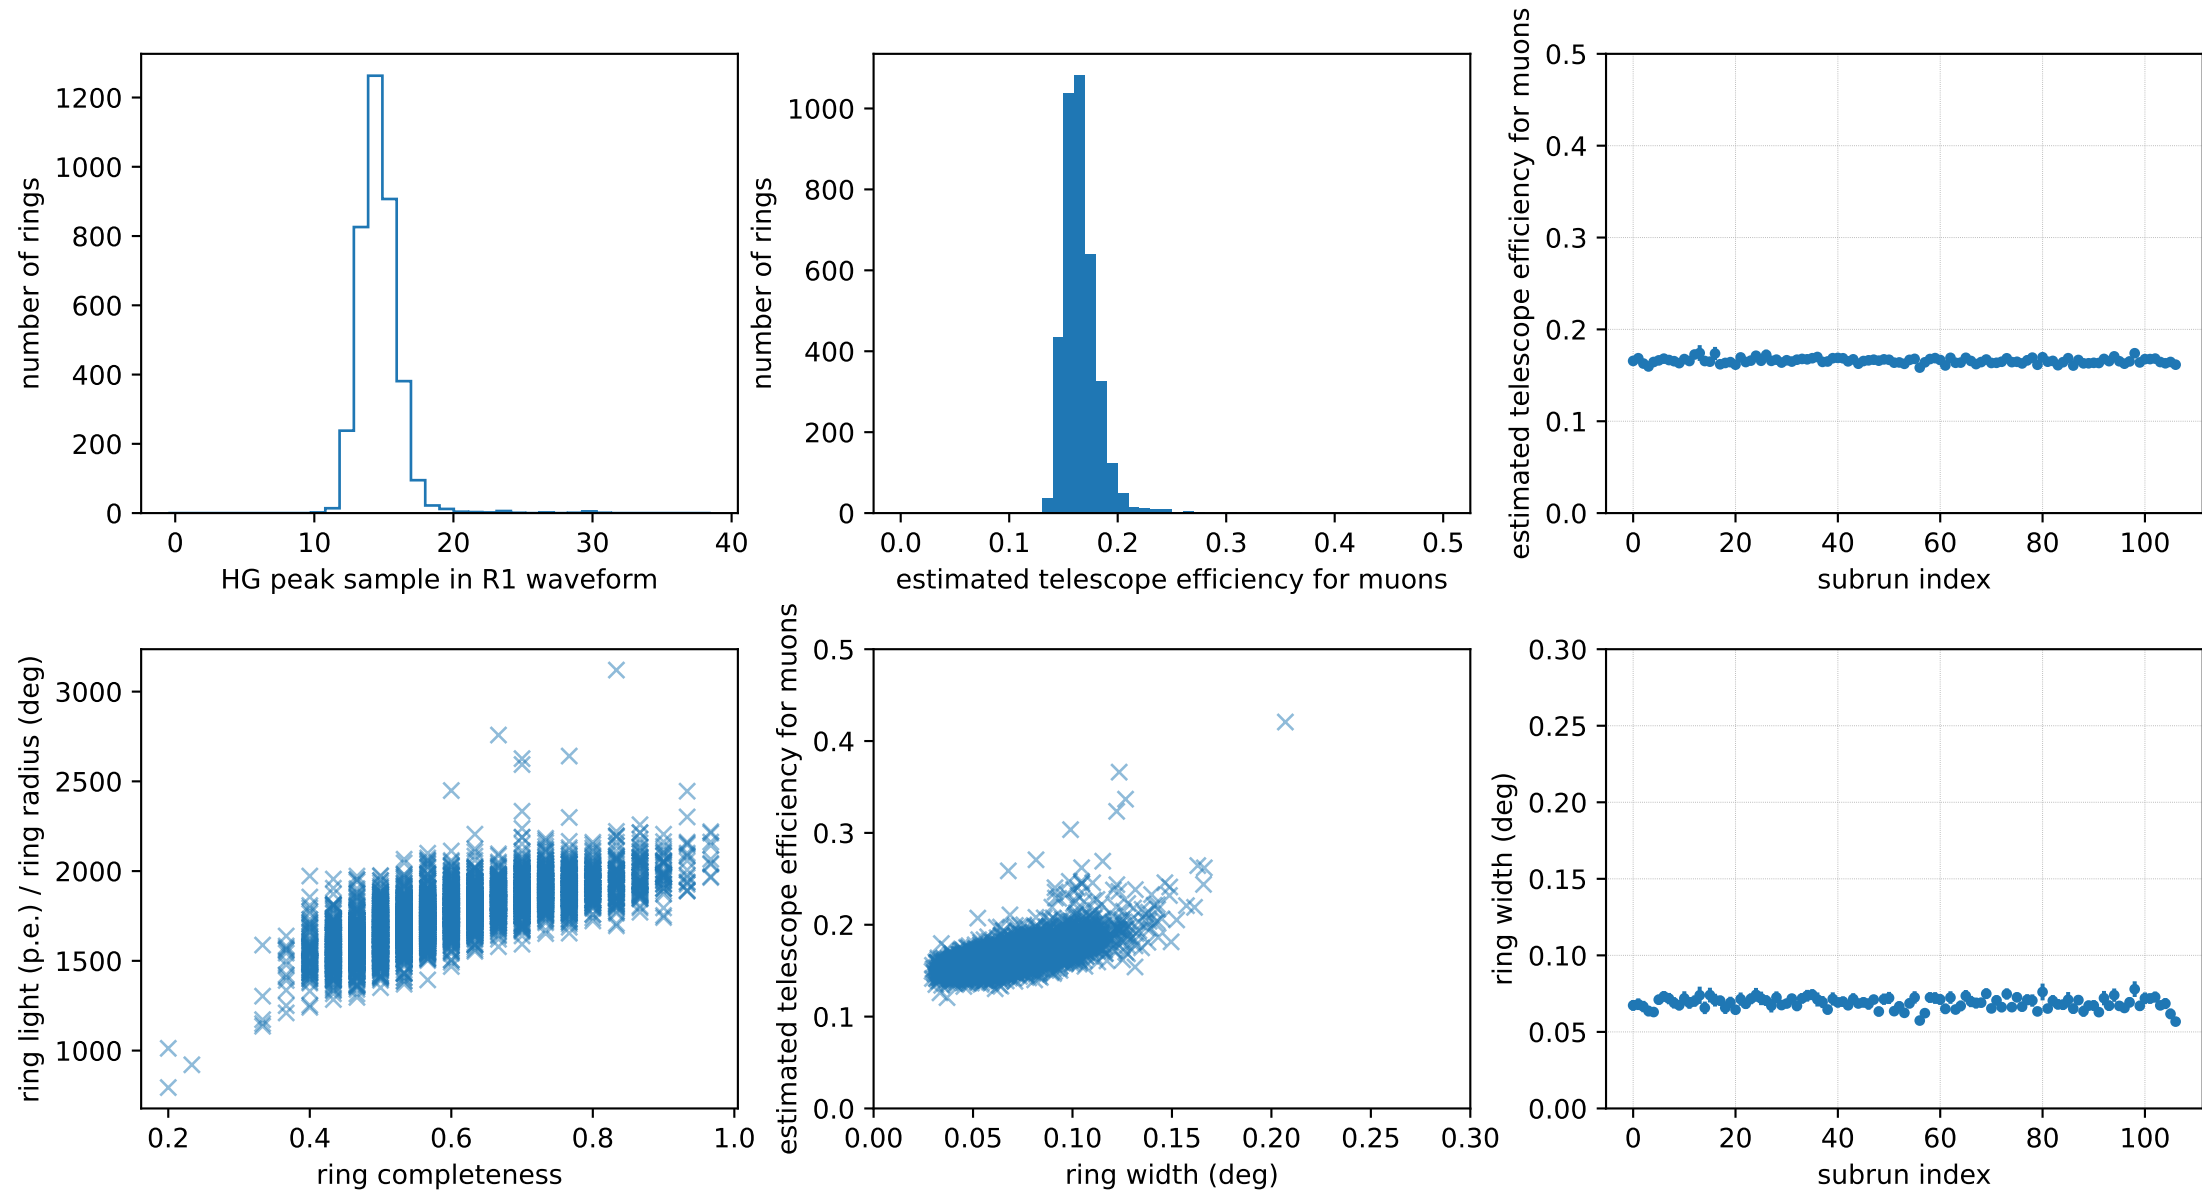 1200
1000
800
600
400
200
0
number of rings
0 10 20 30 40
HG peak sample in R1 waveform
1000
800
600
400
200
0
number of rings
0.0 0.1 0.2 0.3 0.4 0.5
estimated telescope efficiency for muons
0.5
0.4
0.3
0.2
0.1
0.0
estimated telescope efficiency for muons
0 20 40 60 80 100
subrun index
3000
2500
2000
1500
1000
ring light (p.e.) / ring radius (deg)
0.2 0.4 0.6 0.8 1.0
ring completeness
0.5
0.4
0.3
0.2
0.1
0.0
estimated telescope efficiency for muons
0.00 0.05 0.10 0.15 0.20 0.25 0.30
ring width (deg)
0.30
0.25
0.20
0.15
0.10
0.05
0.00
ring width (deg)
0 20 40 60 80 100
subrun index